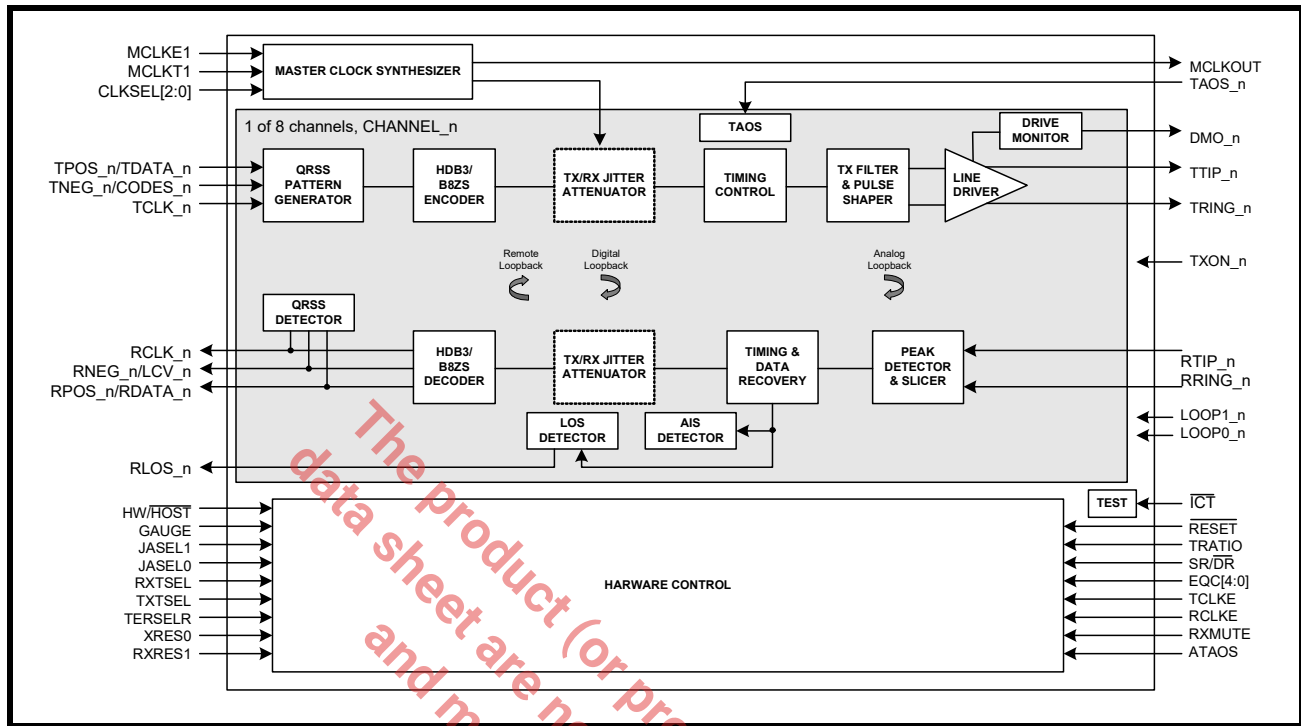 MCLKE1
MCLKT1
CLKSEL[2:0]
MASTER CLOCK SYNTHESIZER
MCLKOUT
TAOS_n
1 of 8 channels, CHANNEL_n
TAOS
DRIVE
MONITOR
DMO_n
TPOS_n/TDATA_n
TNEG_n/CODES_n
TCLK_n
QRSS
PATTERN
GENERATOR
HDB3/
B8ZS
ENCODER
TX/RX JITTER
ATTENUATOR
TIMING
CONTROL
TX FILTER
& PULSE
SHAPER
LINE
DRIVER
TTIP_n
TRING_n
Remote
Loopback
Digital
Loopback
Analog
Loopback
TXON_n
QRSS
DETECTOR
RCLK_n
RNEG_n/LCV_n
RPOS_n/RDATA_n
HDB3/
B8ZS
DECODER
TX/RX JITTER
ATTENUATOR
TIMING &
DATA
RECOVERY
PEAK
DETECTOR
& SLICER
RTIP_n
RRING_n
LOS
DETECTOR
AIS
DETECTOR
LOOP1_n
LOOP0_n
RLOS_n
TEST
ICT
HW/HOST
GAUGE
JASEL1
JASEL0
RXTSEL
TXTSEL
TERSELR
XRES0
RXRES1
HARWARE CONTROL
RESET
TRATIO
SR/DR
EQC[4:0]
TCLKE
RCLKE
RXMUTE
ATAOS
The product (or pro
data sheet are n
and m